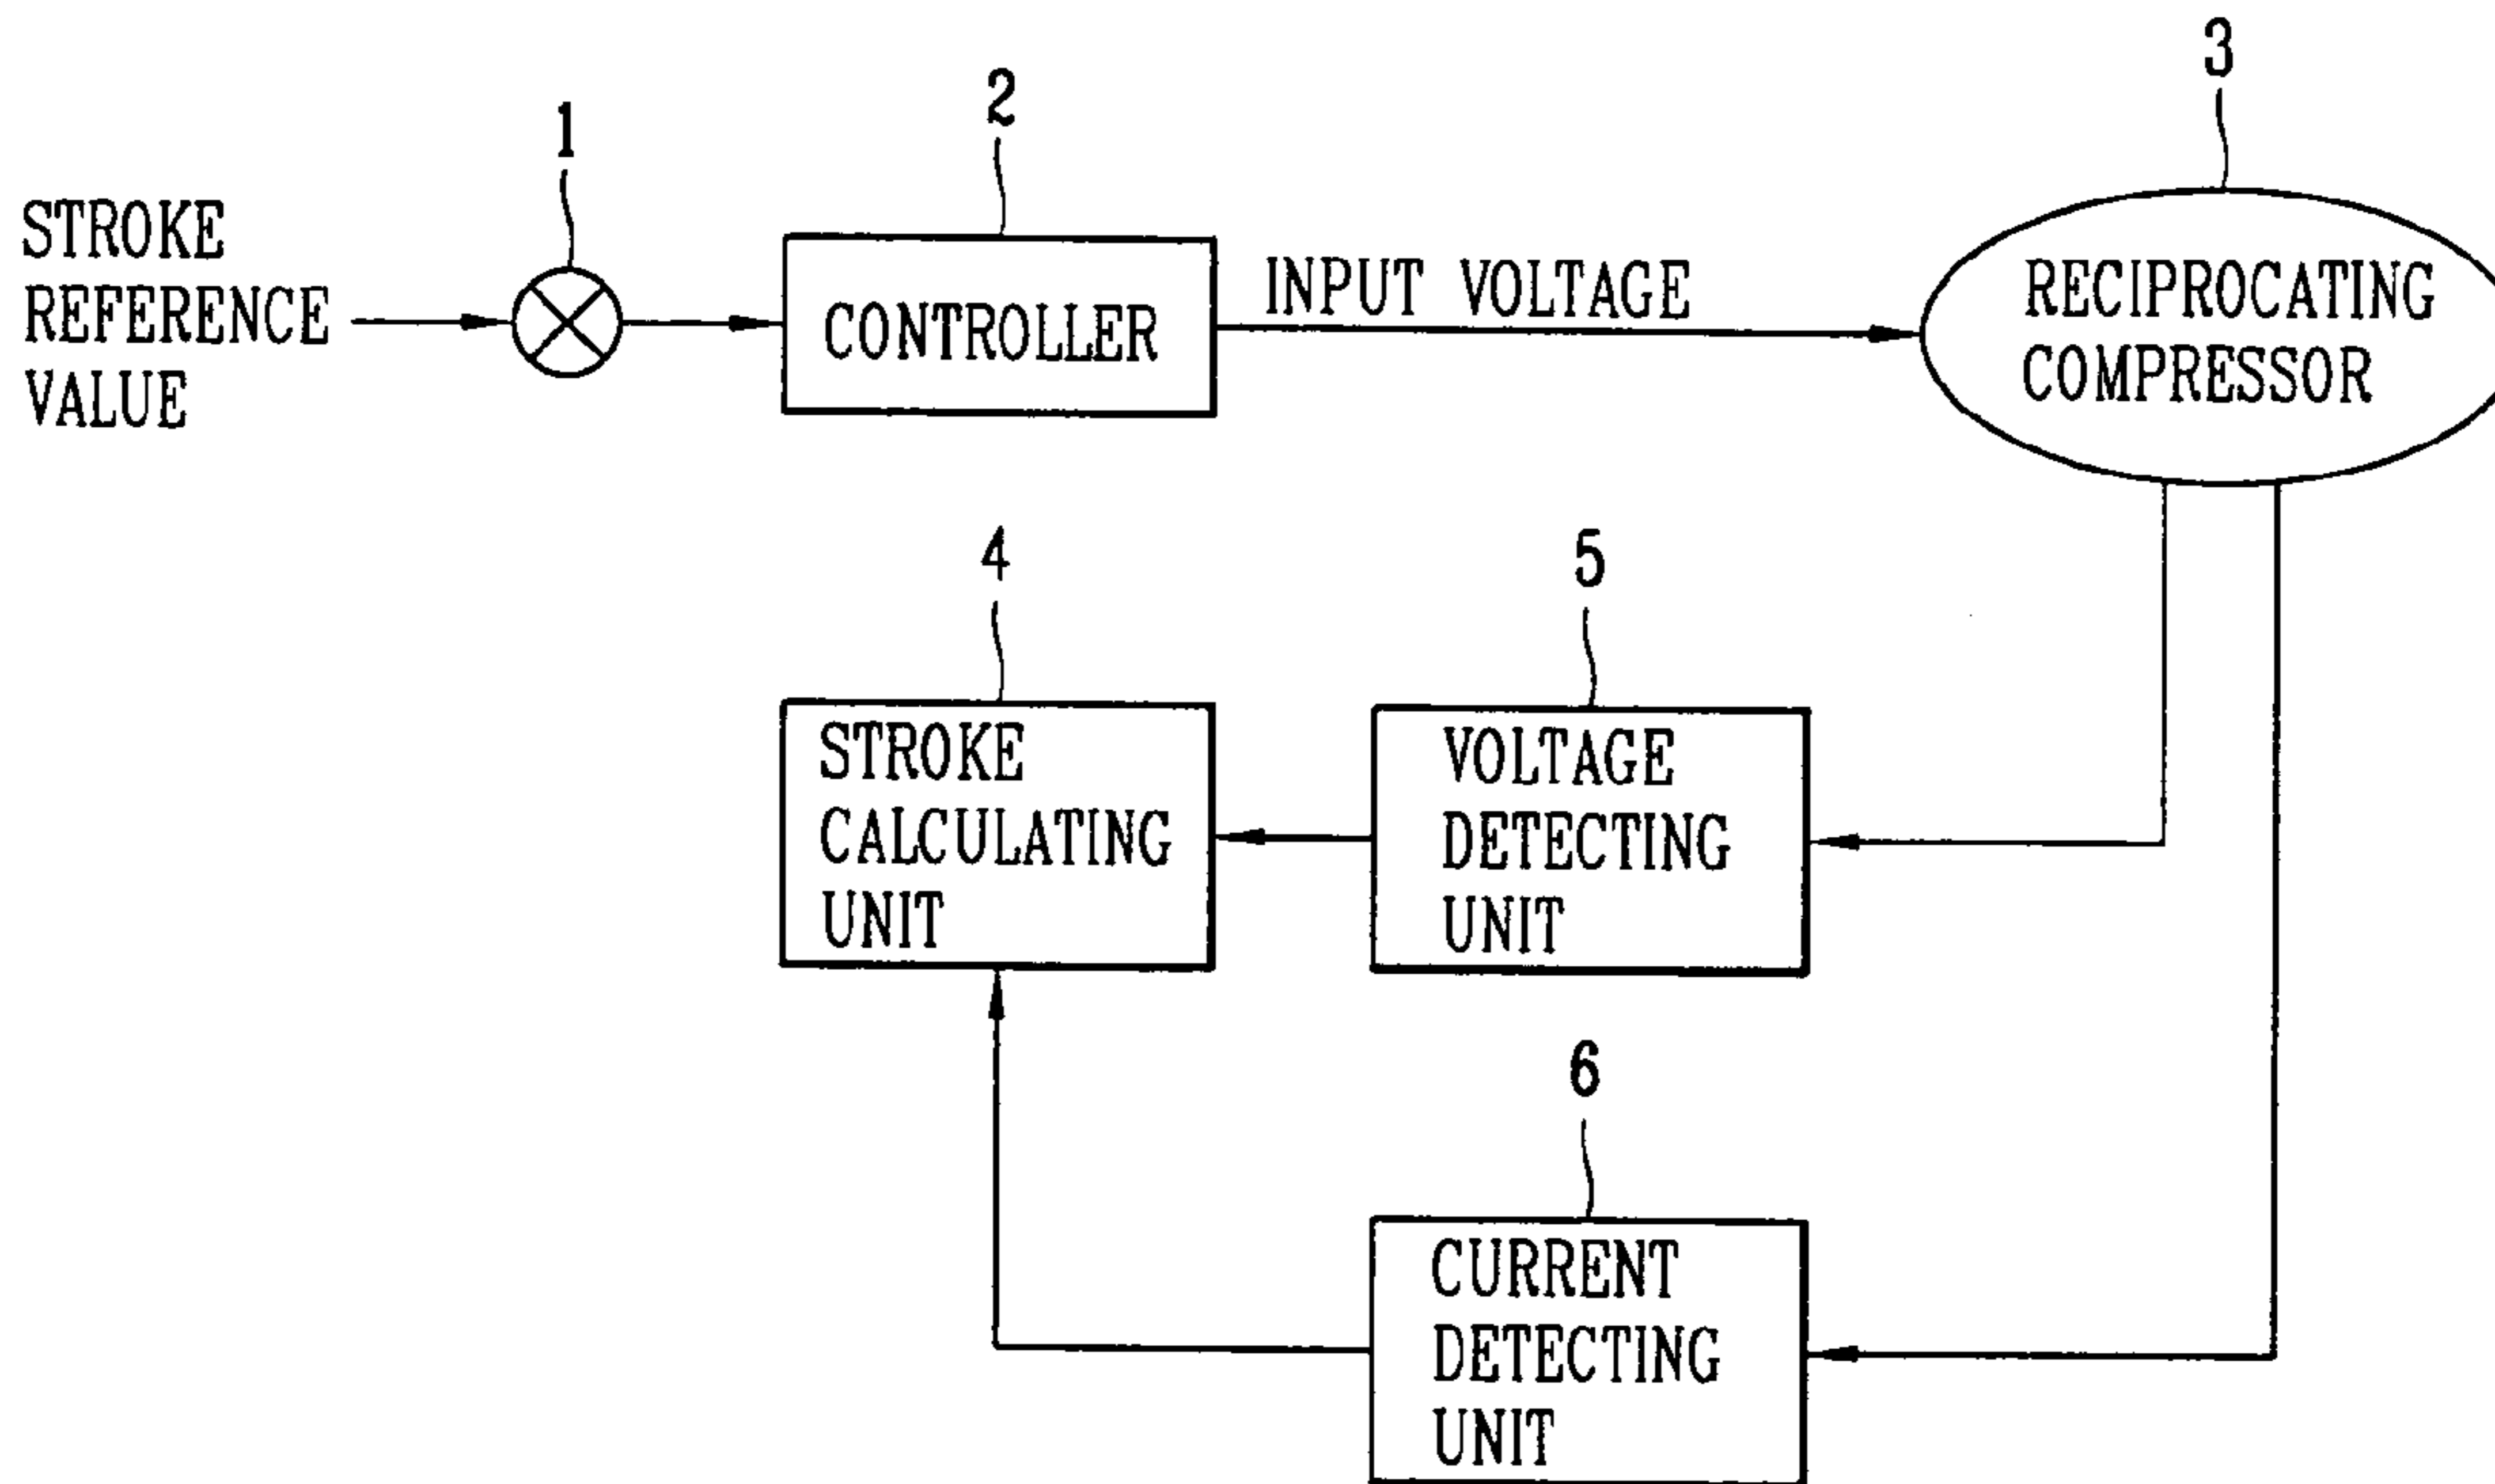 3
2
1
STROKE
REFERENCE
VALUE
CONTROLLER
INPUT VOLTAGE
RECIPROCATING
COMPRESSOR
4
5
STROKE
CALCULATING
UNIT
VOLTAGE
DETECTING
UNIT
6
CURRENT
DETECTING
UNIT